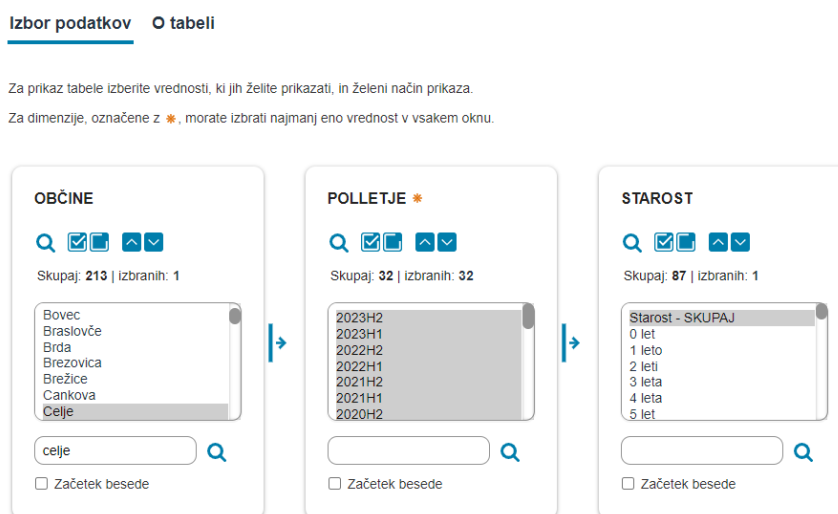 Izbor podatkov O tabeli
Za prikaz tabele izberite vrednosti, ki jih želite prikazati, in želeni način prikaza.
Za dimenzije, označene z *, morate izbrati najmanj eno vrednost v vsakem oknu.
OBČINE
Skupaj: 213 | izbranih: 1
Bovec
Braslovče
Brda
Brezovica
Brežice
Cankova
Celje
celje
Začetek besede
POLLETJE *
Skupaj: 32 | izbranih: 32
2023H2
2023H1
2022H2
2022H1
2021H2
2021H1
2020H2
Začetek besede
STAROST
Skupaj: 87 | izbranih: 1
Starost - SKUPAJ
0 let
1 leto
2 leti
3 leta
4 leta
5 let
Začetek besede